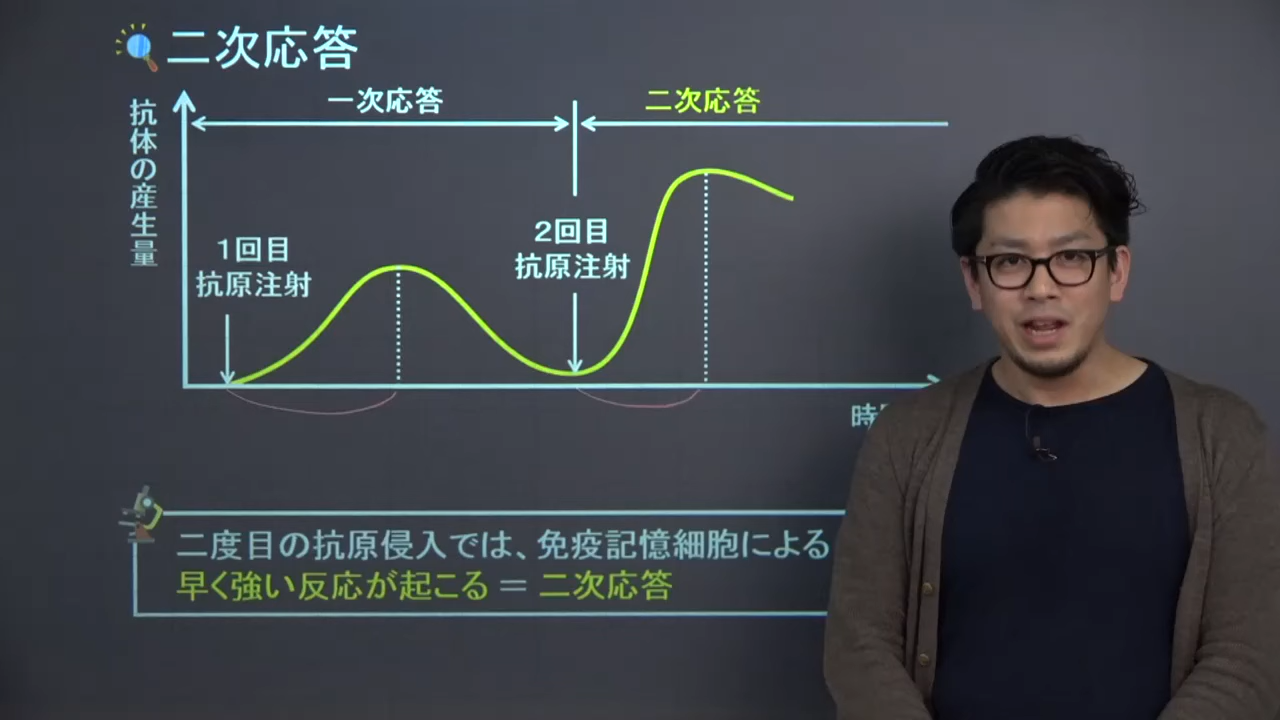 二次応答
一次応答
二次応答
抗体の産生量
1回目
抗原注射
2回目
抗原注射
時
二度目の抗原侵入では、免疫記憶細胞による
早く強い反応が起こる = 二次応答